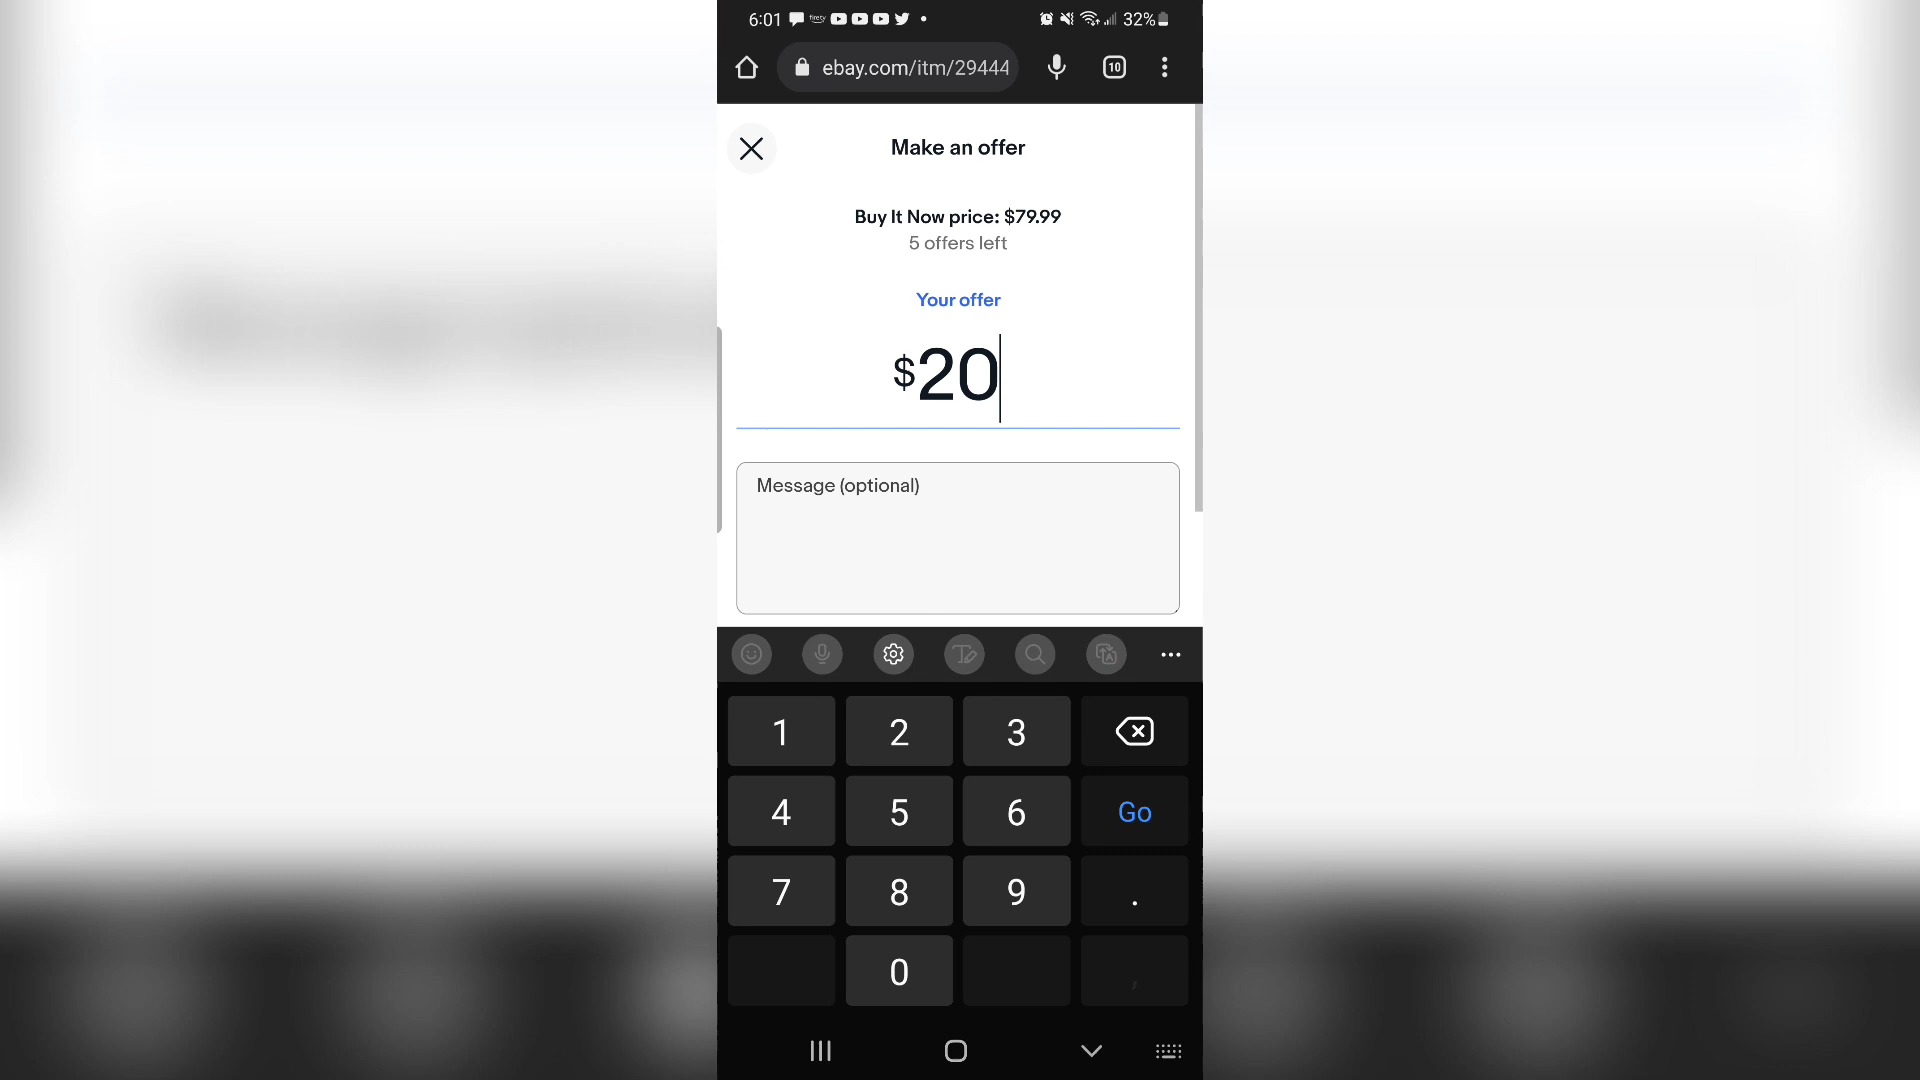 6:01 firetv 32%
ebay.com/itm/29444 10
Make an offer
Buy It Now price: $79.99
5 offers left
Your offer
$20
Message (optional)
1 2 3
4 5 6 Go
7 8 9 .
0 ,